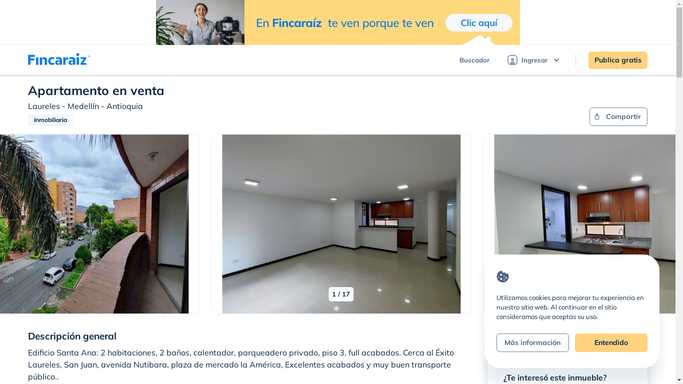 En Fincaraíz te ven porque te ven
Clic aquí
Fincaraíz
Buscador
Ingresar
Publica gratis
Apartamento en venta
Laureles - Medellín - Antioquia
Inmobiliaria
Compartir
1 / 17
Utilizamos cookies para mejorar tu experiencia en
nuestro sitio web. Al continuar en el sitio
consideramos que aceptas su uso.
Más información
Entendido
Descripción general
Edificio Santa Ana: 2 habitaciones, 2 baños, calentador, parqueadero privado, piso 3, full acabados. Cerca al Éxito
Laureles, San Juan, avenida Nutibara, plaza de mercado la América, Excelentes acabados y muy buen transporte
público..
¿Te interesó este inmueble?